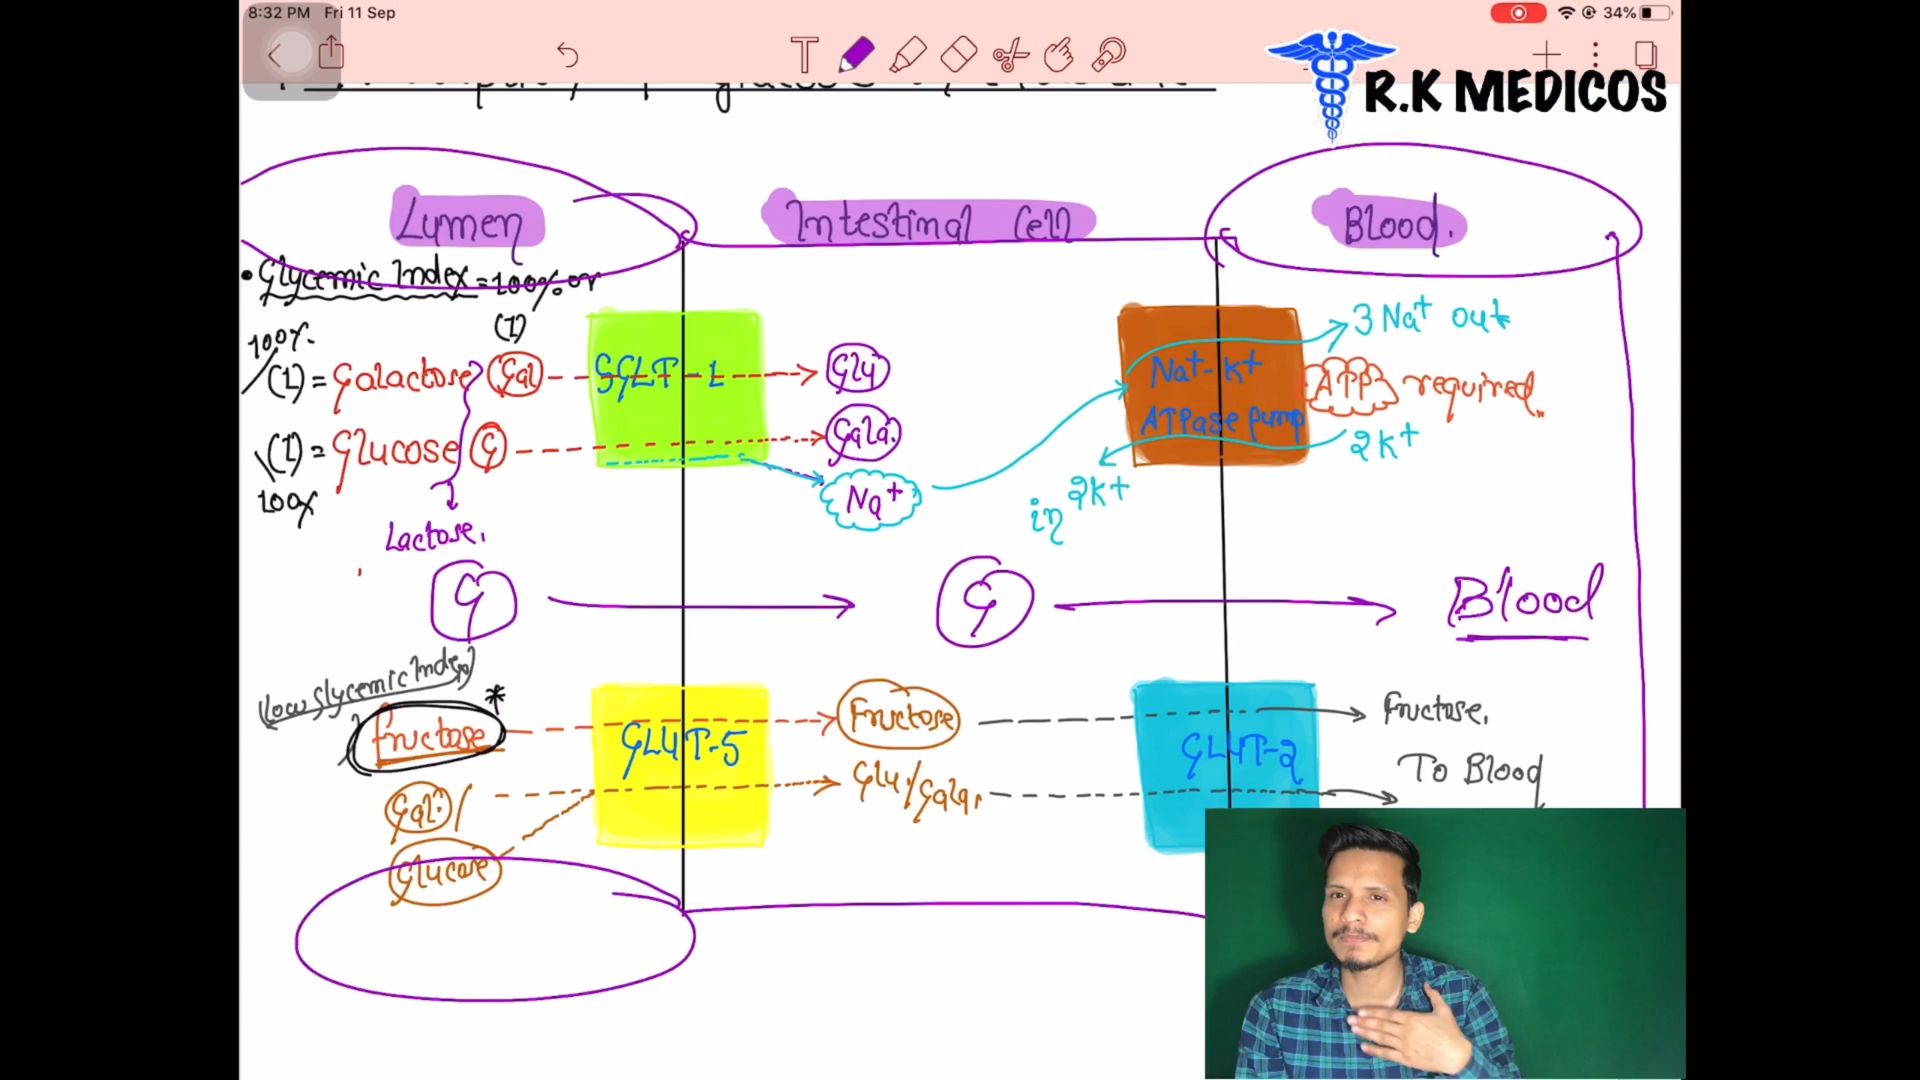 8:32 PM Fri 11 Sep
34%
T
R.K MEDICOS
Lumen
Intestinal Cell
Blood.
• Glycemic Index = 100% or
(1)
100%
(1) = Galactose Gal
SGLT-1
Glu
Na+-K+
ATPase pump
3 Na+ out
ATP required.
(1) = Glucose G
Gala.
2K+
100%
Na+
in 2K+
Lactose.
G
G
Blood
(Low glycemic Index)
*
fructose
GLUT-5
Fructose
GLUT-2
Fructose.
Gal. /
Glu./Gala.
To Blood
Glucose